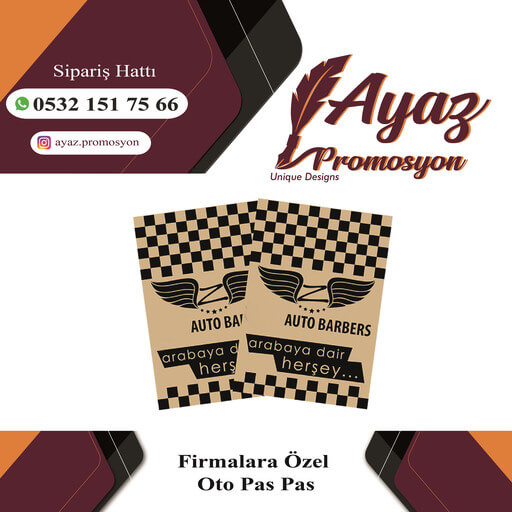 Sipariş Hattı
0532 151 75 66
ayaz.promosyon
Ayaz
Promosyon
Unique Designs
Z
AUTO BAR
arabaya dair
herşey
Z
AUTO BARBERS
arabaya dair
herşey...
Firmalara Özel
Oto Pas Pas